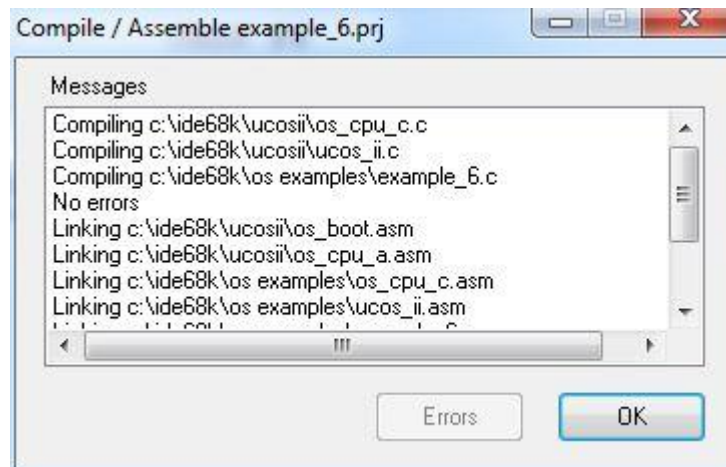 Compile / Assemble example_6.prj
Messages
Compiling c:\ide68k\ucosii\os_cpu_c.c
Compiling c:\ide68k\ucosii\ucos_ii.c
Compiling c:\ide68k\os examples\example_6.c
No errors
Linking c:\ide68k\ucosii\os_boot.asm
Linking c:\ide68k\ucosii\os_cpu_a.asm
Linking c:\ide68k\os examples\os_cpu_c.asm
Linking c:\ide68k\os examples\ucos_ii.asm
Errors
OK